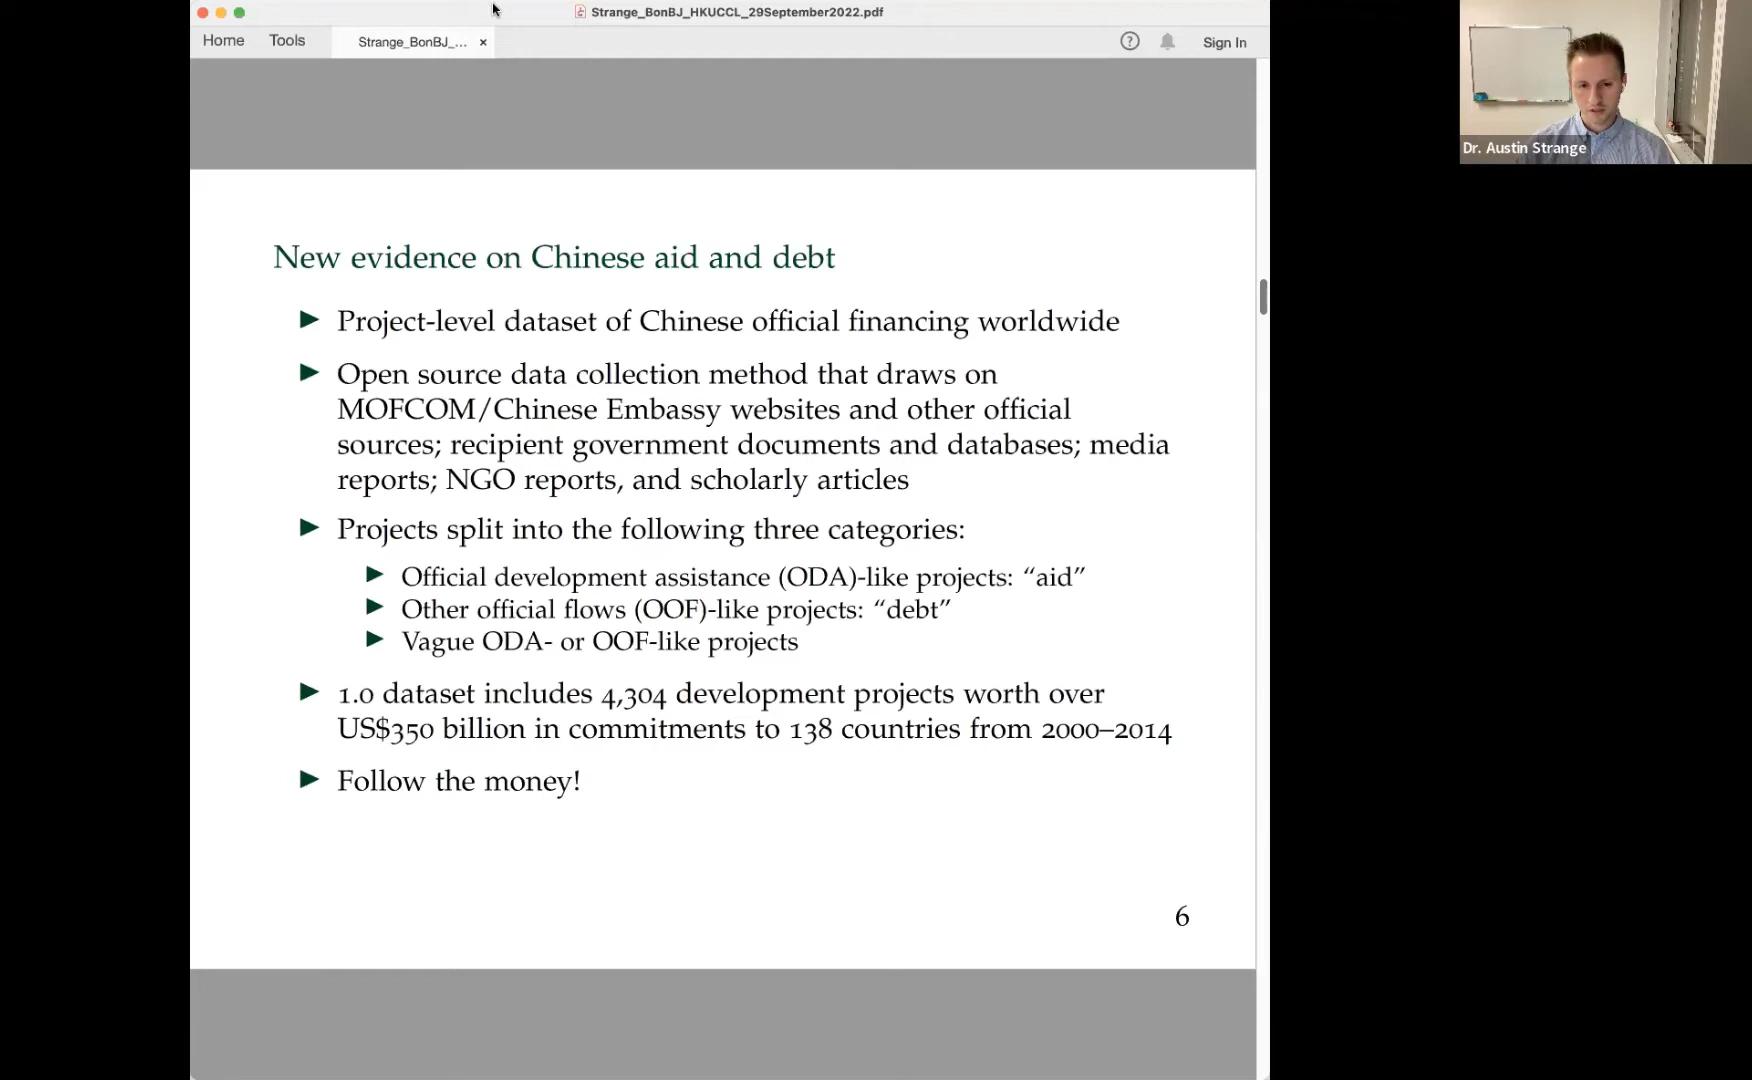 Strange_BonBJ_HKUCCL_29September2022.pdf
Home Tools Strange_BonBJ_... × ? Sign In
Dr. Austin Strange
New evidence on Chinese aid and debt
▶ Project-level dataset of Chinese official financing worldwide
▶ Open source data collection method that draws on
MOFCOM/Chinese Embassy websites and other official
sources; recipient government documents and databases; media
reports; NGO reports, and scholarly articles
▶ Projects split into the following three categories:
▶ Official development assistance (ODA)-like projects: “aid”
▶ Other official flows (OOF)-like projects: “debt”
▶ Vague ODA- or OOF-like projects
▶ 1.0 dataset includes 4,304 development projects worth over
US$350 billion in commitments to 138 countries from 2000–2014
▶ Follow the money!
6